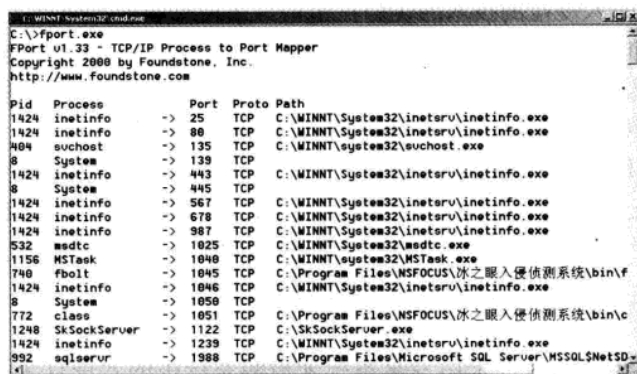 C:\WINNT\System32\cmd.exe
C:\>fport.exe
FPort v1.33 - TCP/IP Process to Port Mapper
Copyright 2000 by Foundstone, Inc.
http://www.foundstone.com
Pid Process Port Proto Path
1424 inetinfo -> 25 TCP C:\WINNT\System32\inetsrv\inetinfo.exe
1424 inetinfo -> 80 TCP C:\WINNT\System32\inetsrv\inetinfo.exe
404 svchost -> 135 TCP C:\WINNT\system32\svchost.exe
8 System -> 139 TCP
1424 inetinfo -> 443 TCP C:\WINNT\System32\inetsrv\inetinfo.exe
8 System -> 445 TCP
1424 inetinfo -> 567 TCP C:\WINNT\System32\inetsrv\inetinfo.exe
1424 inetinfo -> 678 TCP C:\WINNT\System32\inetsrv\inetinfo.exe
1424 inetinfo -> 987 TCP C:\WINNT\System32\inetsrv\inetinfo.exe
532 msdtc -> 1025 TCP C:\WINNT\System32\msdtc.exe
1156 MSTask -> 1040 TCP C:\WINNT\system32\MSTask.exe
740 fbolt -> 1045 TCP C:\Program Files\NSFOCUS\冰之眼入侵侦测系统\bin\f
1424 inetinfo -> 1046 TCP C:\WINNT\System32\inetsrv\inetinfo.exe
8 System -> 1050 TCP
772 class -> 1051 TCP C:\Program Files\NSFOCUS\冰之眼入侵侦测系统\bin\c
1248 SkSockServer -> 1122 TCP C:\SkSockServer.exe
1424 inetinfo -> 1239 TCP C:\WINNT\System32\inetsrv\inetinfo.exe
992 sqlservr -> 1988 TCP C:\Program Files\Microsoft SQL Server\MSSQL$NetSD